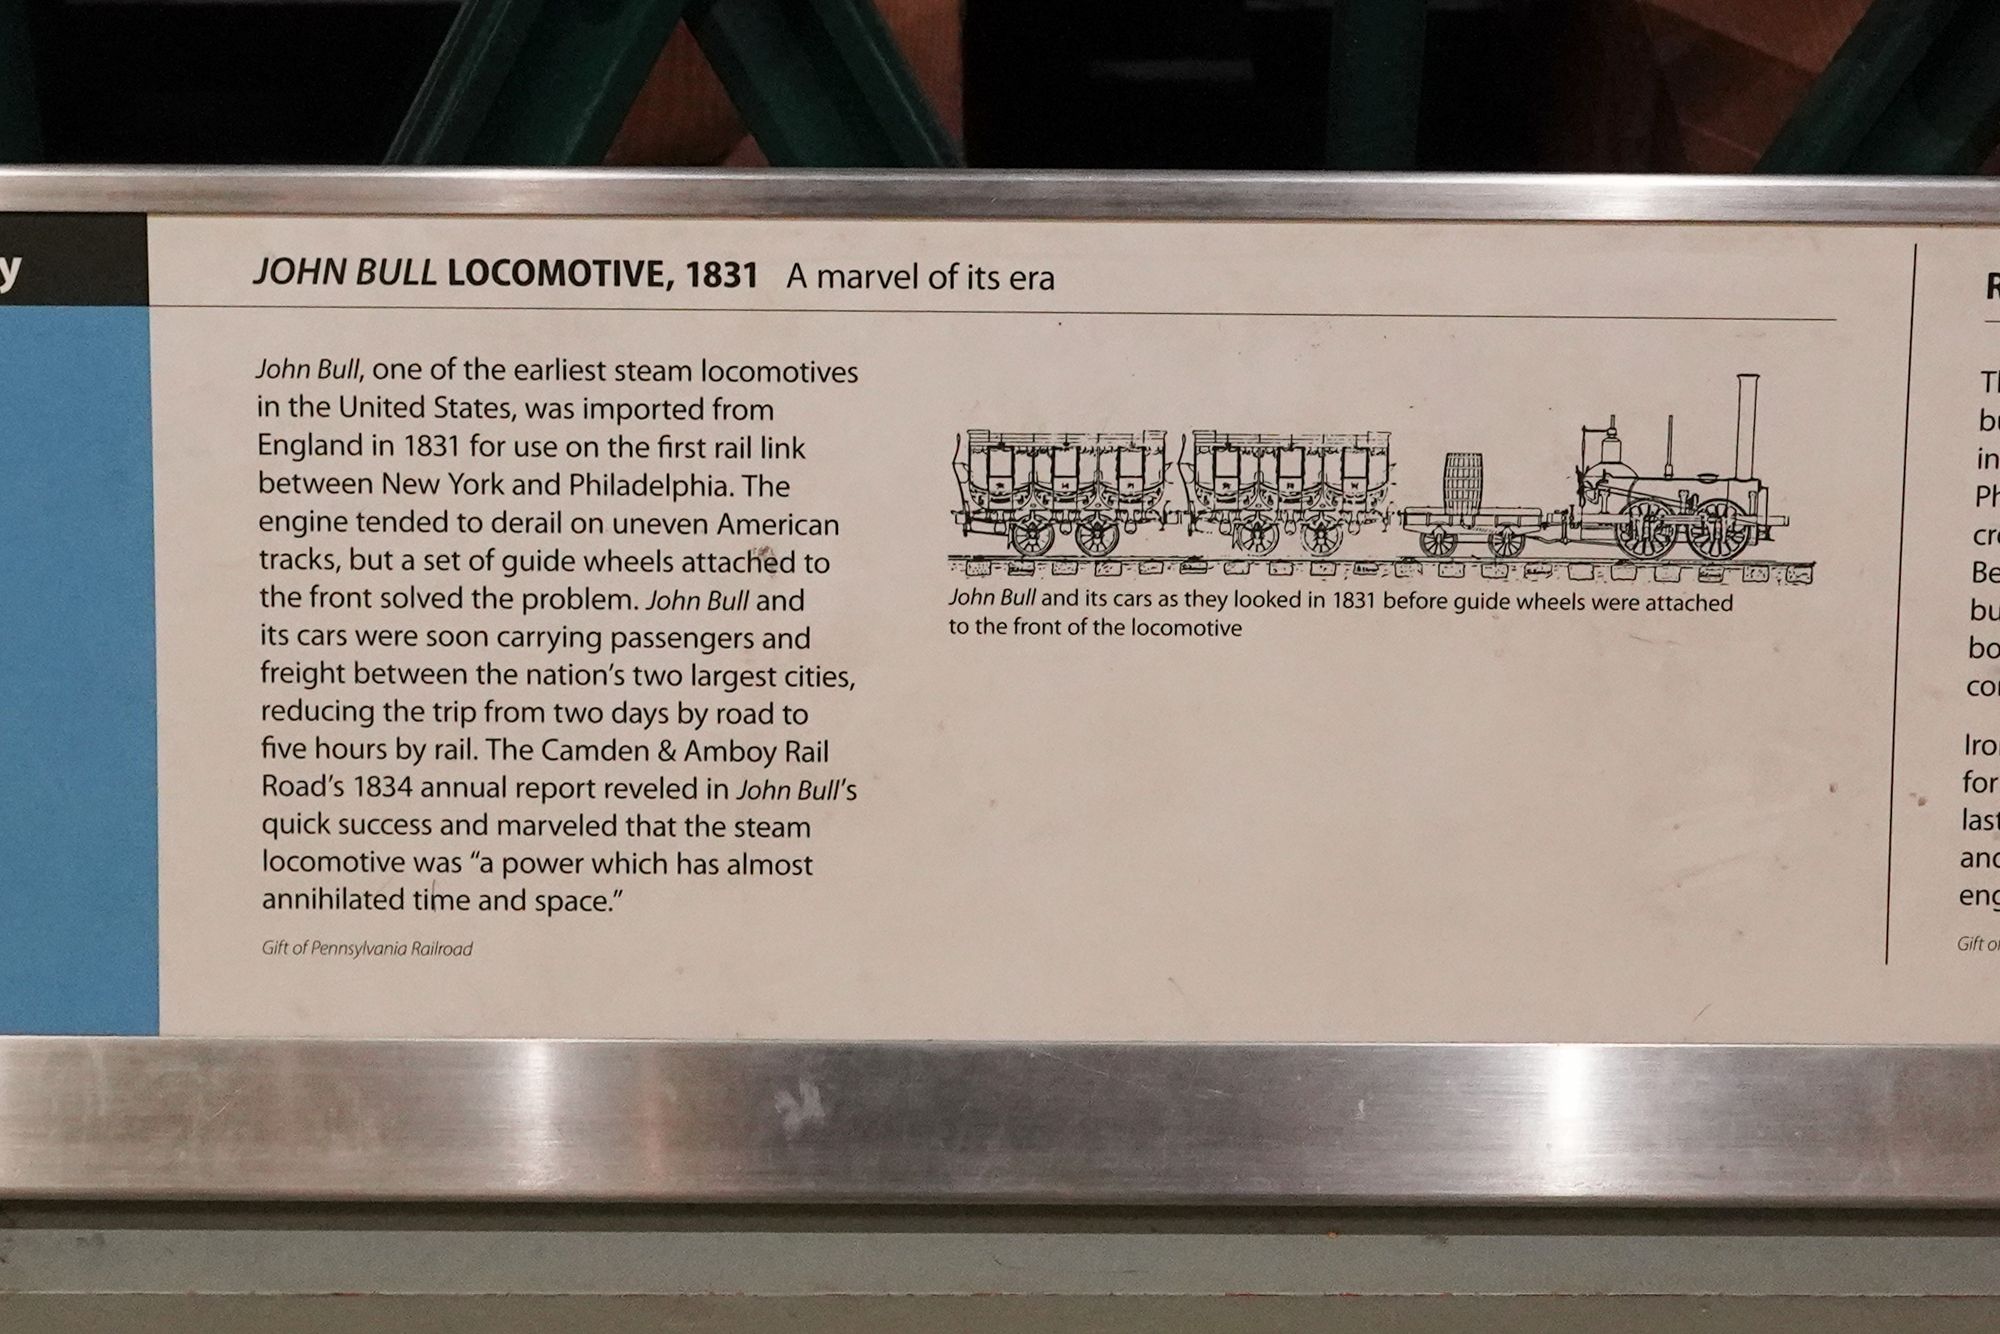 y
JOHN BULL LOCOMOTIVE, 1831 A marvel of its era
John Bull, one of the earliest steam locomotives
in the United States, was imported from
England in 1831 for use on the first rail link
between New York and Philadelphia. The
engine tended to derail on uneven American
tracks, but a set of guide wheels attached to
the front solved the problem. John Bull and
its cars were soon carrying passengers and
freight between the nation's two largest cities,
reducing the trip from two days by road to
five hours by rail. The Camden & Amboy Rail
Road's 1834 annual report reveled in John Bull's
quick success and marveled that the steam
locomotive was “a power which has almost
annihilated time and space.”
Gift of Pennsylvania Railroad
John Bull and its cars as they looked in 1831 before guide wheels were attached
to the front of the locomotive
R
in
Be
for
last
Gift of